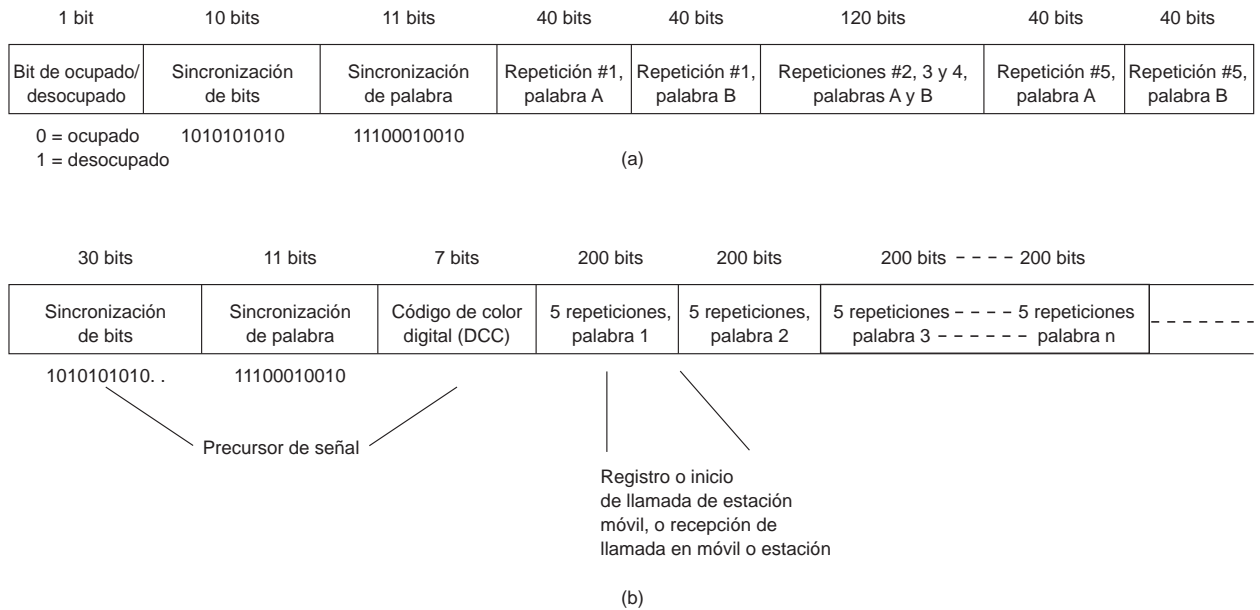 1 bit 10 bits 11 bits 40 bits 40 bits 120 bits 40 bits 40 bits
Bit de ocupado/ Sincronización Sincronización Repetición #1, Repetición #1, Repeticiones #2, 3 y 4, Repetición #5, Repetición #5,
desocupado de bits de palabra palabra A palabra B palabras A y B palabra A palabra B
0 = ocupado 1010101010 11100010010
1 = desocupado
(a)
30 bits 11 bits 7 bits 200 bits 200 bits 200 bits – – – – 200 bits
Sincronización Sincronización Código de color 5 repeticiones, 5 repeticiones, 5 repeticiones – – – – 5 repeticiones
de bits de palabra digital (DCC) palabra 1 palabra 2 palabra 3 – – – – – – palabra n
1010101010. . 11100010010
Precursor de señal
Registro o inicio
de llamada de estación
móvil, o recepción de
llamada en móvil o estación
(b)